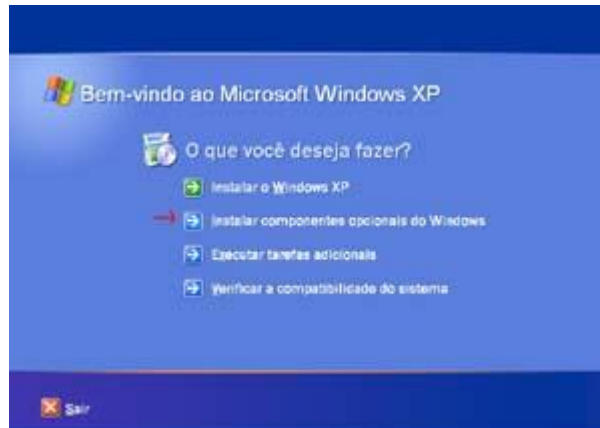 Bem-vindo ao Microsoft Windows XP
O que você deseja fazer?
Instalar o Windows XP
Instalar componentes opcionais do Windows
Executar tarefas adicionais
Verificar a compatibilidade do sistema
Sair